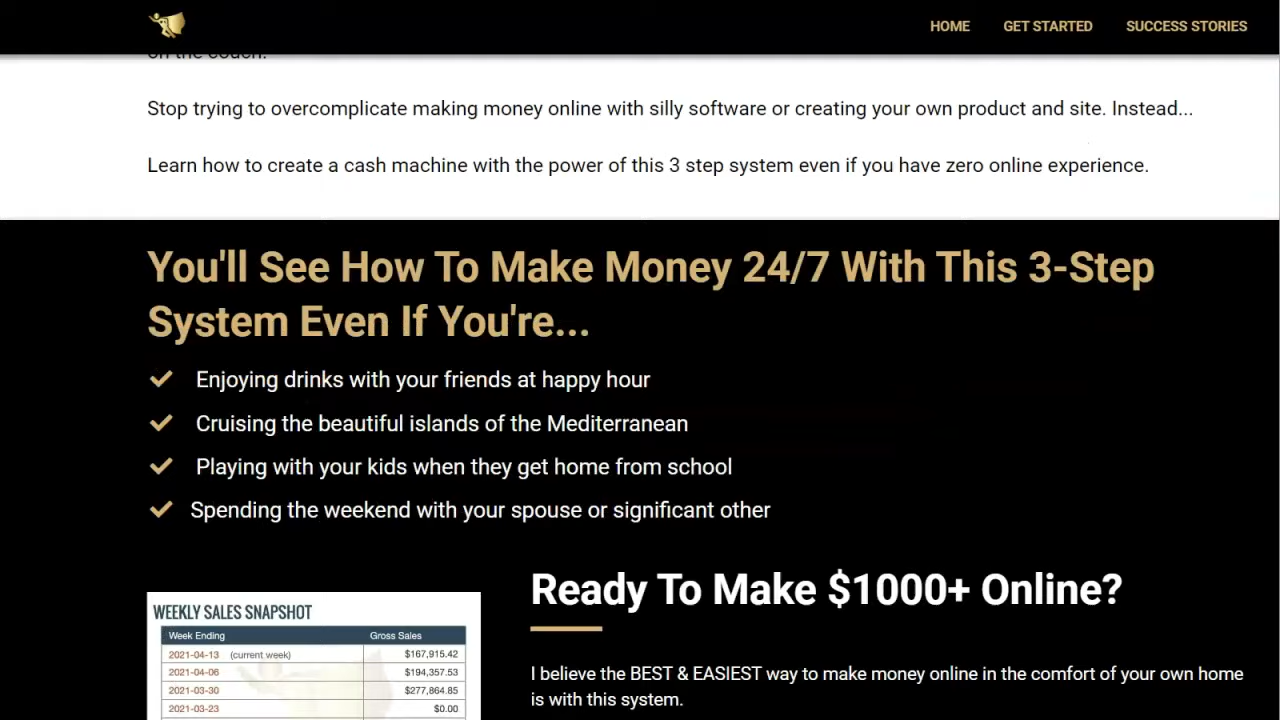 HOME GET STARTED SUCCESS STORIES
on the couch.
Stop trying to overcomplicate making money online with silly software or creating your own product and site. Instead...
Learn how to create a cash machine with the power of this 3 step system even if you have zero online experience.
You'll See How To Make Money 24/7 With This 3-Step
System Even If You're...
Enjoying drinks with your friends at happy hour
Cruising the beautiful islands of the Mediterranean
Playing with your kids when they get home from school
Spending the weekend with your spouse or significant other
WEEKLY SALES SNAPSHOT
Week Ending Gross Sales
2021-04-13 (current week) $167,915.42
2021-04-06 $194,357.53
2021-03-30 $277,864.85
2021-03-23 $0.00
Ready To Make $1000+ Online?
I believe the BEST & EASIEST way to make money online in the comfort of your own home
is with this system.